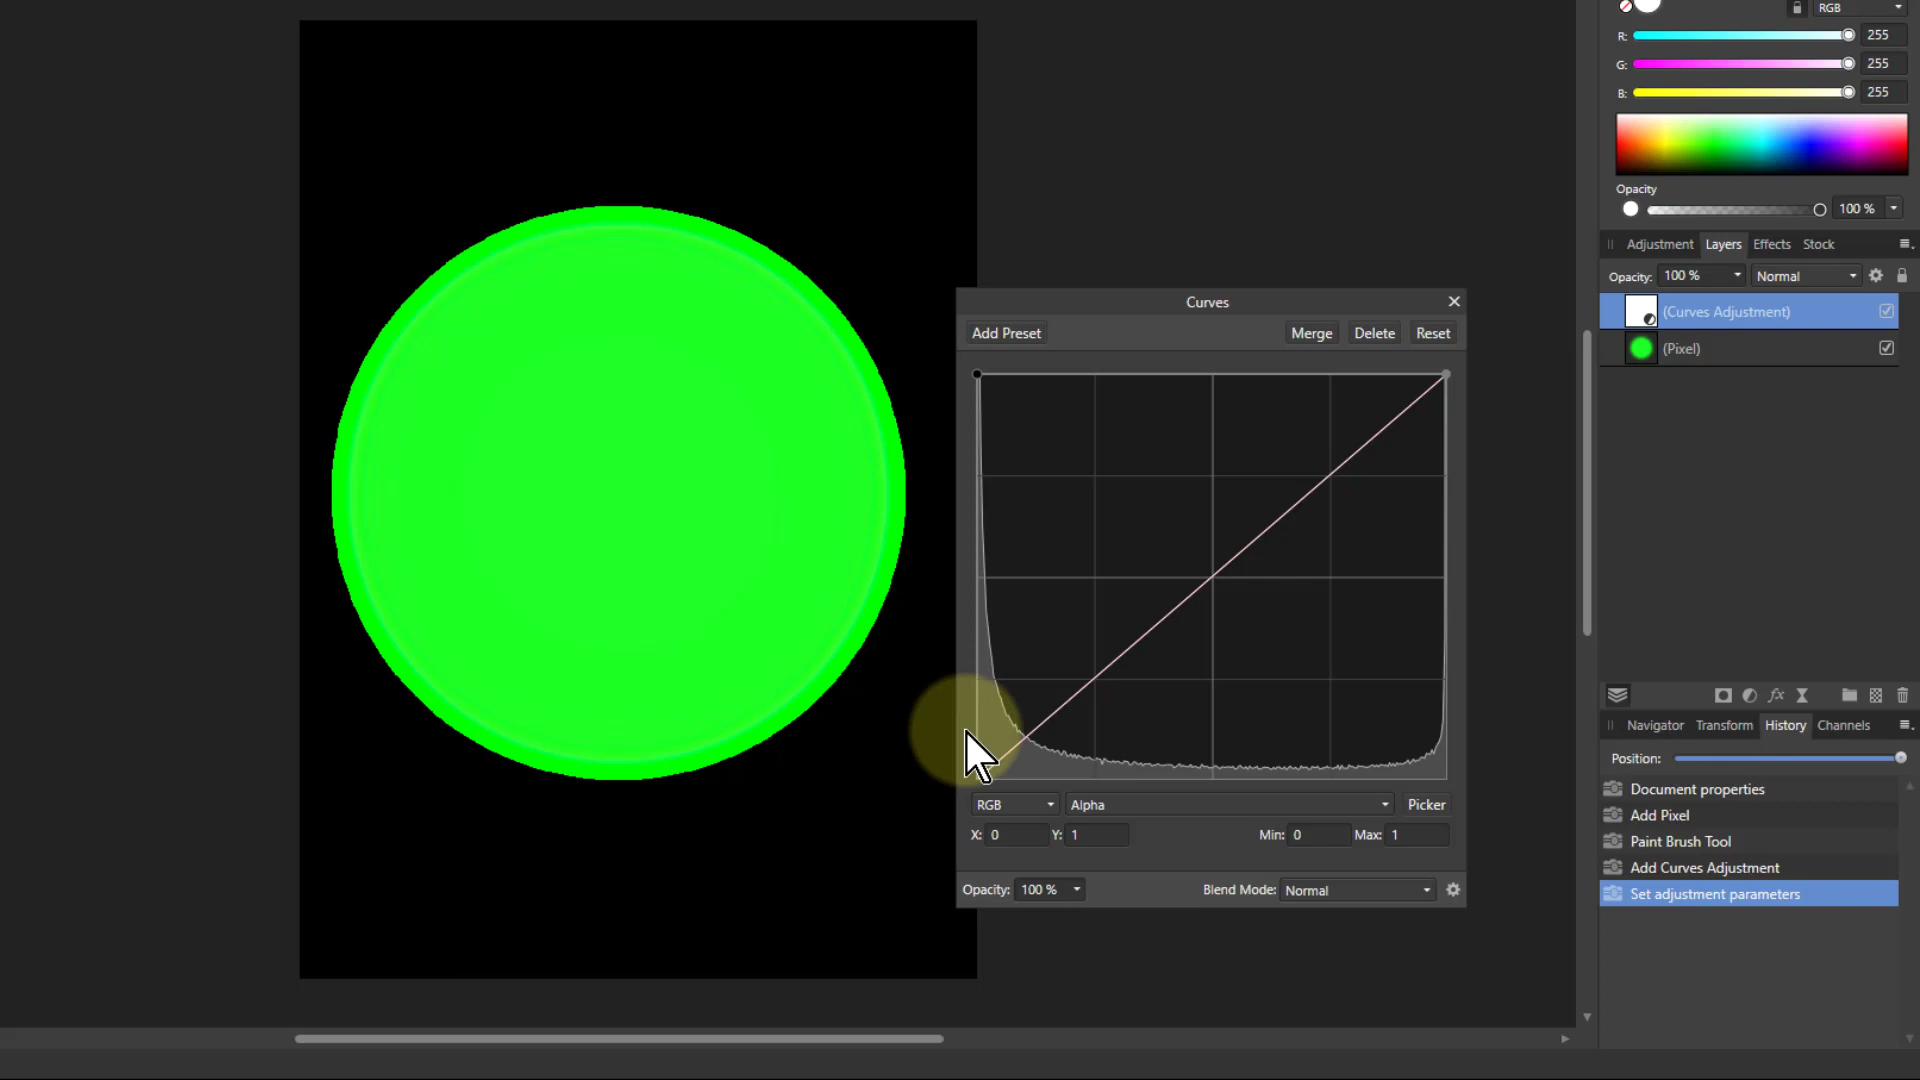 RGB
R: 255
G: 255
B: 255
Opacity
100 %
Adjustment Layers Effects Stock
Opacity: 100 % Normal
(Curves Adjustment)
(Pixel)
Curves
Add Preset Merge Delete Reset
RGB Alpha Picker
X: 0 Y: 1 Min: 0 Max: 1
Opacity: 100 % Blend Mode: Normal
fx
Navigator Transform History Channels
Position:
Document properties
Add Pixel
Paint Brush Tool
Add Curves Adjustment
Set adjustment parameters